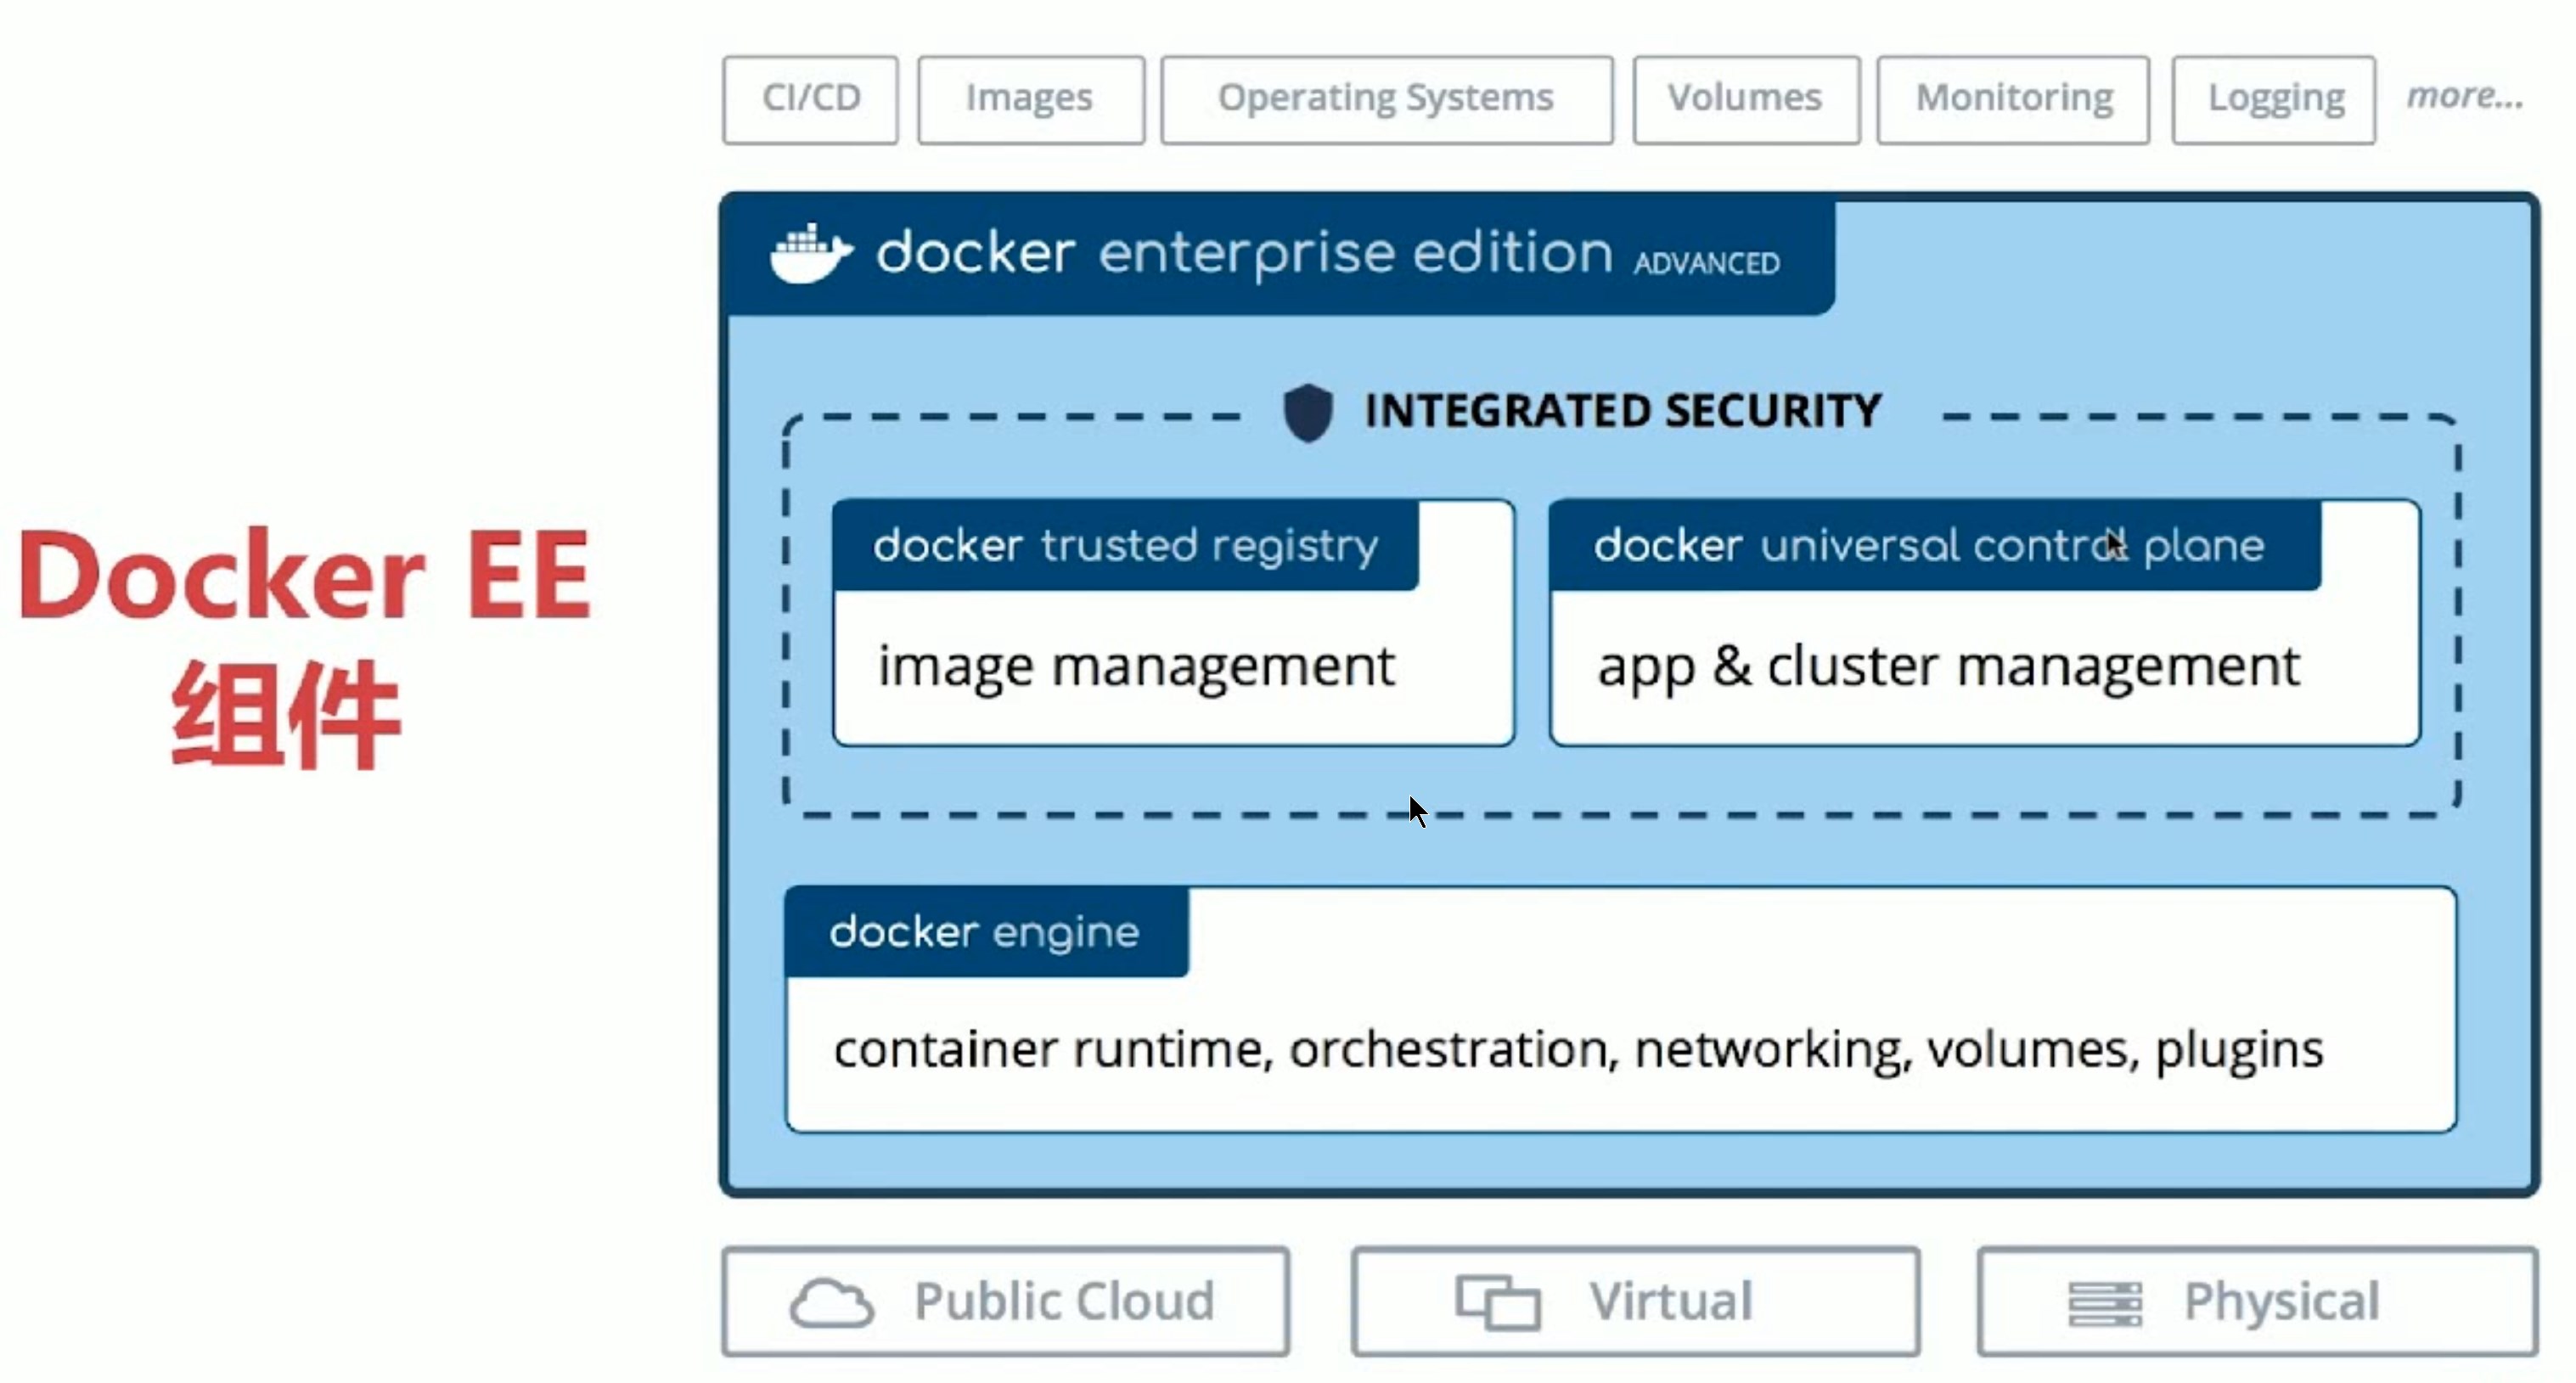 CI/CD
Images
Operating Systems
Volumes
Monitoring
Logging
more...
docker enterprise edition ADVANCED
INTEGRATED SECURITY
docker trusted registry
image management
docker universal control plane
app & cluster management
docker engine
container runtime, orchestration, networking, volumes, plugins
Public Cloud
Virtual
Physical
Docker EE
组件